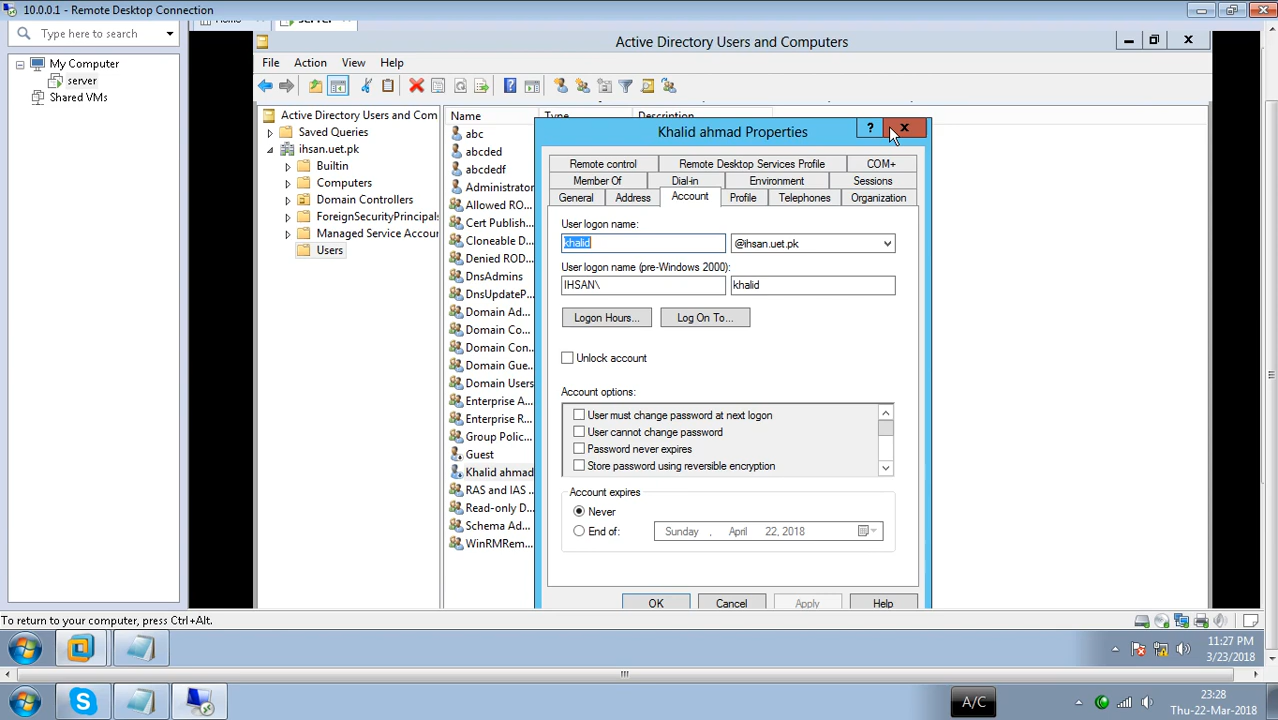 10.0.0.1 - Remote Desktop Connection
Type here to search
My Computer
server
Shared VMs
Active Directory Users and Computers
File Action View Help
Active Directory Users and Com
Saved Queries
ihsan.uet.pk
Builtin
Computers
Domain Controllers
ForeignSecurityPrincipals
Managed Service Accour
Users
Name
abc
abcded
abcdedf
Administrator
Allowed RO...
Cert Publish...
Cloneable D...
Denied ROD...
DnsAdmins
DnsUpdateP...
Domain Ad...
Domain Co...
Domain Con...
Domain Gue...
Domain Users
Enterprise A...
Enterprise R...
Group Polic...
Guest
Khalid ahmad
RAS and IAS ...
Read-only D...
Schema Ad...
WinRMRem...
Khalid ahmad Properties
?
Remote control Remote Desktop Services Profile COM+
Member Of Dial-in Environment Sessions
General Address Account Profile Telephones Organization
User logon name:
khalid @ihsan.uet.pk
User logon name (pre-Windows 2000):
IHSAN\ khalid
Logon Hours... Log On To...
Unlock account
Account options:
User must change password at next logon
User cannot change password
Password never expires
Store password using reversible encryption
Account expires
Never
End of: Sunday , April 22, 2018
OK Cancel Apply Help
To return to your computer, press Ctrl+Alt.
11:27 PM
3/23/2018
A/C
23:28
Thu-22-Mar-2018